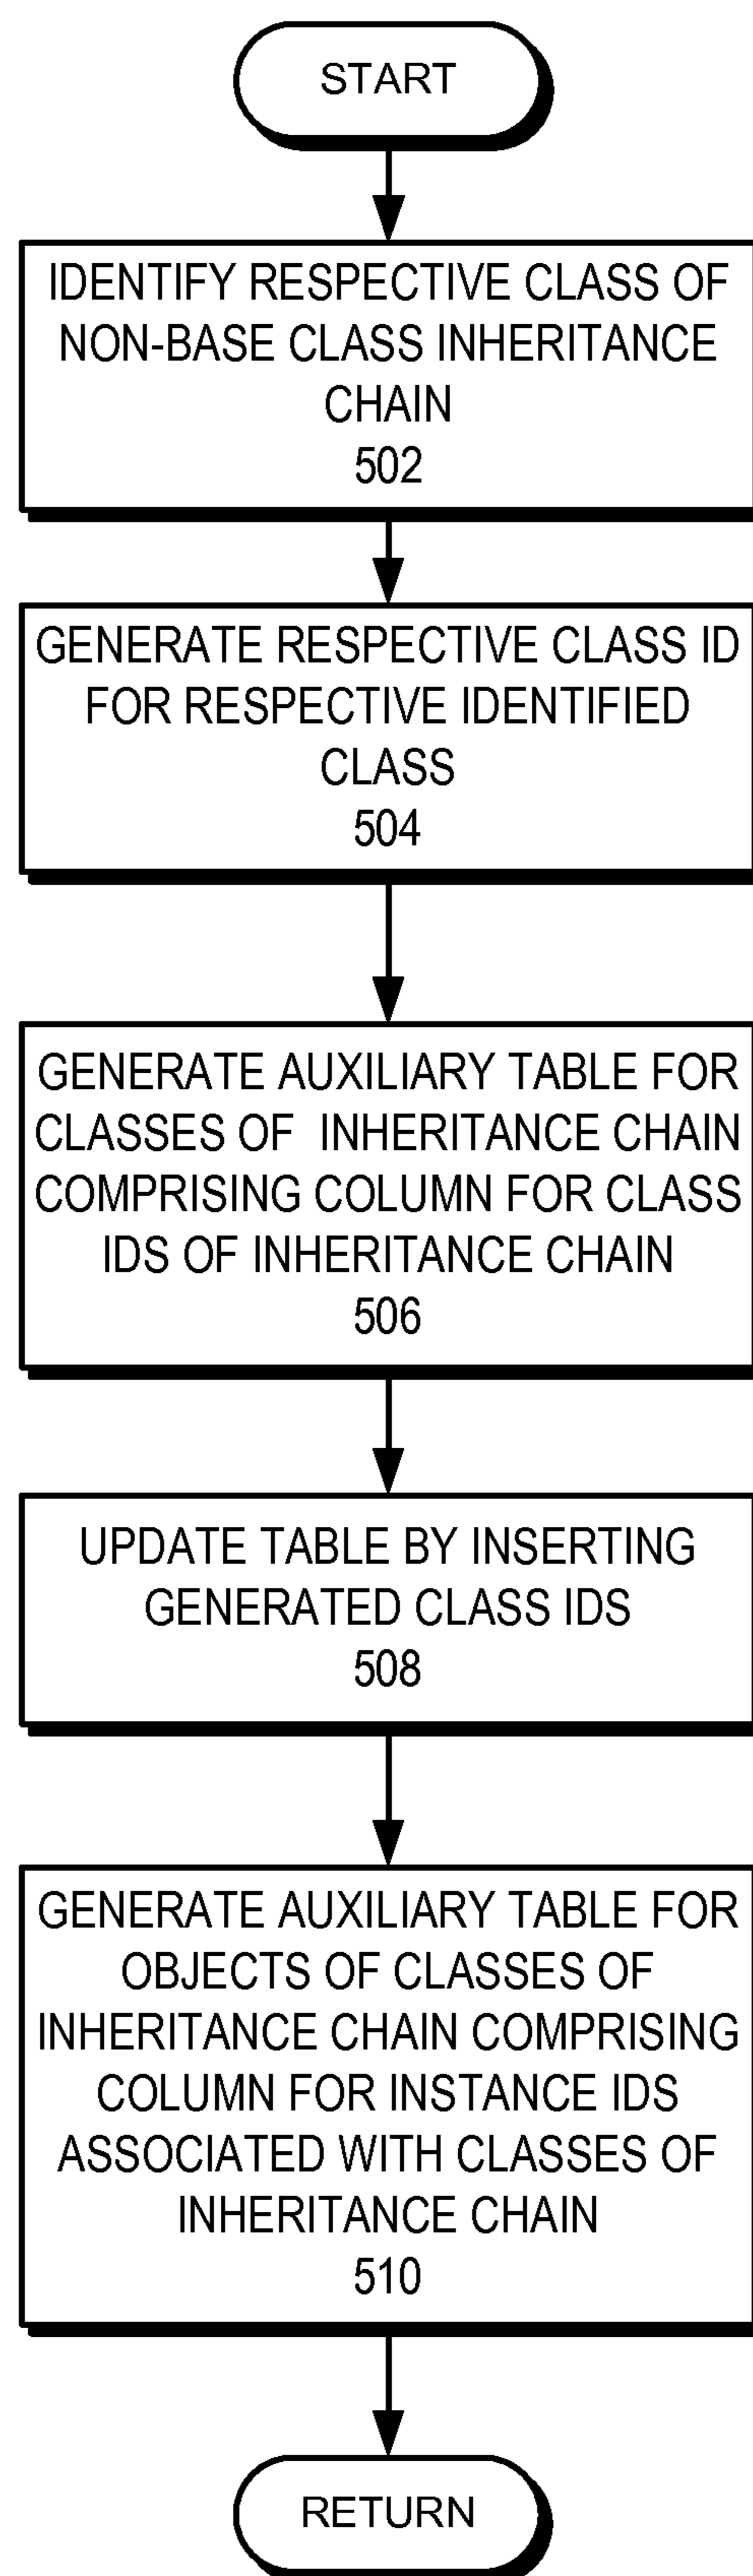 START
IDENTIFY RESPECTIVE CLASS OF
NON-BASE CLASS INHERITANCE
CHAIN
502
GENERATE RESPECTIVE CLASS ID
FOR RESPECTIVE IDENTIFIED
CLASS
504
GENERATE AUXILIARY TABLE FOR
CLASSES OF INHERITANCE CHAIN
COMPRISING COLUMN FOR CLASS
IDS OF INHERITANCE CHAIN
506
UPDATE TABLE BY INSERTING
GENERATED CLASS IDS
508
GENERATE AUXILIARY TABLE FOR
OBJECTS OF CLASSES OF
INHERITANCE CHAIN COMPRISING
COLUMN FOR INSTANCE IDS
ASSOCIATED WITH CLASSES OF
INHERITANCE CHAIN
510
RETURN